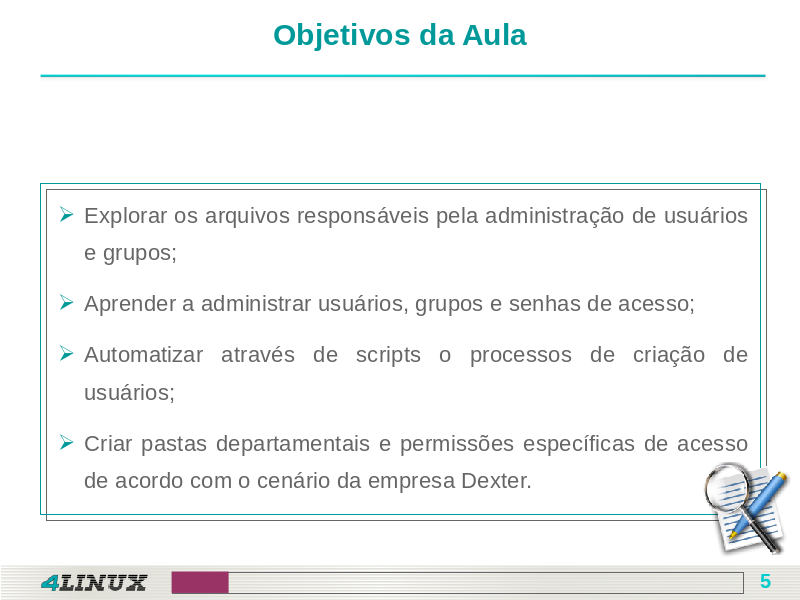 Objetivos da Aula
Explorar os arquivos responsáveis pela administração de usuários
e grupos;
Aprender a administrar usuários, grupos e senhas de acesso;
Automatizar através de scripts o processos de criação de
usuários;
Criar pastas departamentais e permissões específicas de acesso
de acordo com o cenário da empresa Dexter.
4LINUX
5